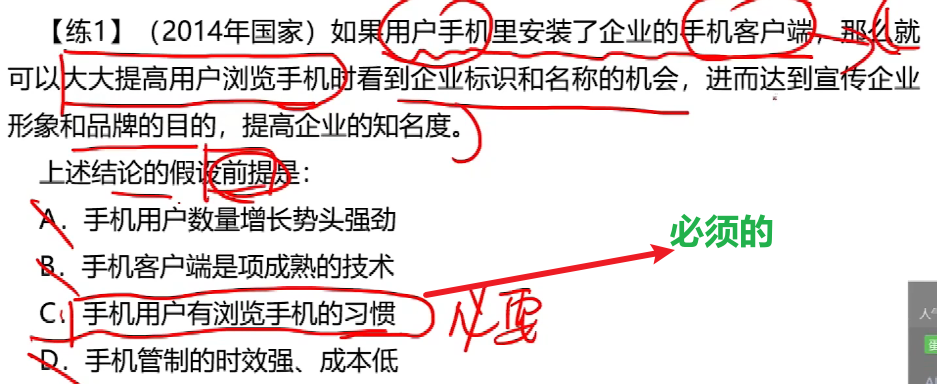 【练1】（2014年国家）如果用户手机里安装了企业的手机客户端，那么就
可以大大提高用户浏览手机时看到企业标识和名称的机会，进而达到宣传企业
形象和品牌的目的，提高企业的知名度。
上述结论的假设前提是：
A．手机用户数量增长势头强劲
必须的
B．手机客户端是项成熟的技术
C．手机用户有浏览手机的习惯
必要
D．手机管制的时效强、成本低